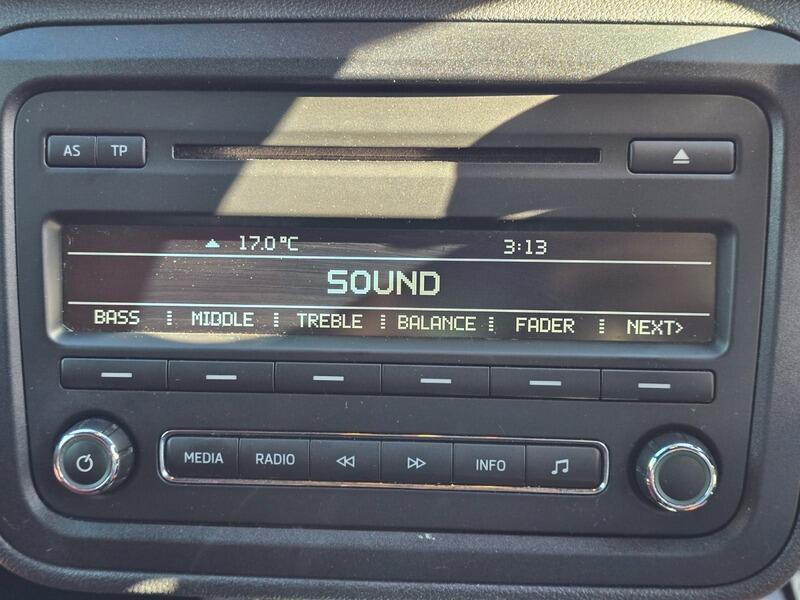 AS TP
17.0°C 3:13
SOUND
BASS MIDDLE TREBLE BALANCE FADER NEXT>
MEDIA RADIO INFO